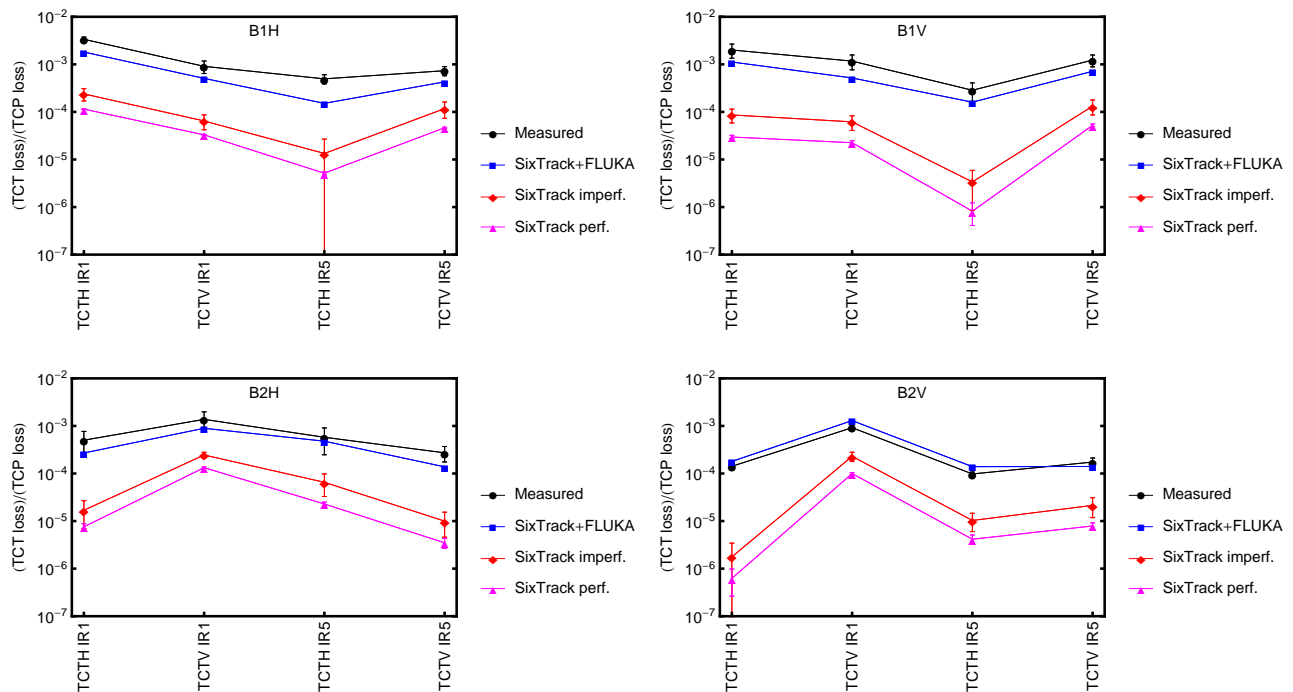 B1H
(TCT loss)/(TCP loss)
10−2
10−3
10−4
10−5
10−6
10−7
TCTH IR1
TCTV IR1
TCTH IR5
TCTV IR5
Measured
SixTrack+FLUKA
SixTrack imperf.
SixTrack perf.
B1V
(TCT loss)/(TCP loss)
10−2
10−3
10−4
10−5
10−6
10−7
TCTH IR1
TCTV IR1
TCTH IR5
TCTV IR5
Measured
SixTrack+FLUKA
SixTrack imperf.
SixTrack perf.
B2H
(TCT loss)/(TCP loss)
10−2
10−3
10−4
10−5
10−6
10−7
TCTH IR1
TCTV IR1
TCTH IR5
TCTV IR5
Measured
SixTrack+FLUKA
SixTrack imperf.
SixTrack perf.
B2V
(TCT loss)/(TCP loss)
10−2
10−3
10−4
10−5
10−6
10−7
TCTH IR1
TCTV IR1
TCTH IR5
TCTV IR5
Measured
SixTrack+FLUKA
SixTrack imperf.
SixTrack perf.